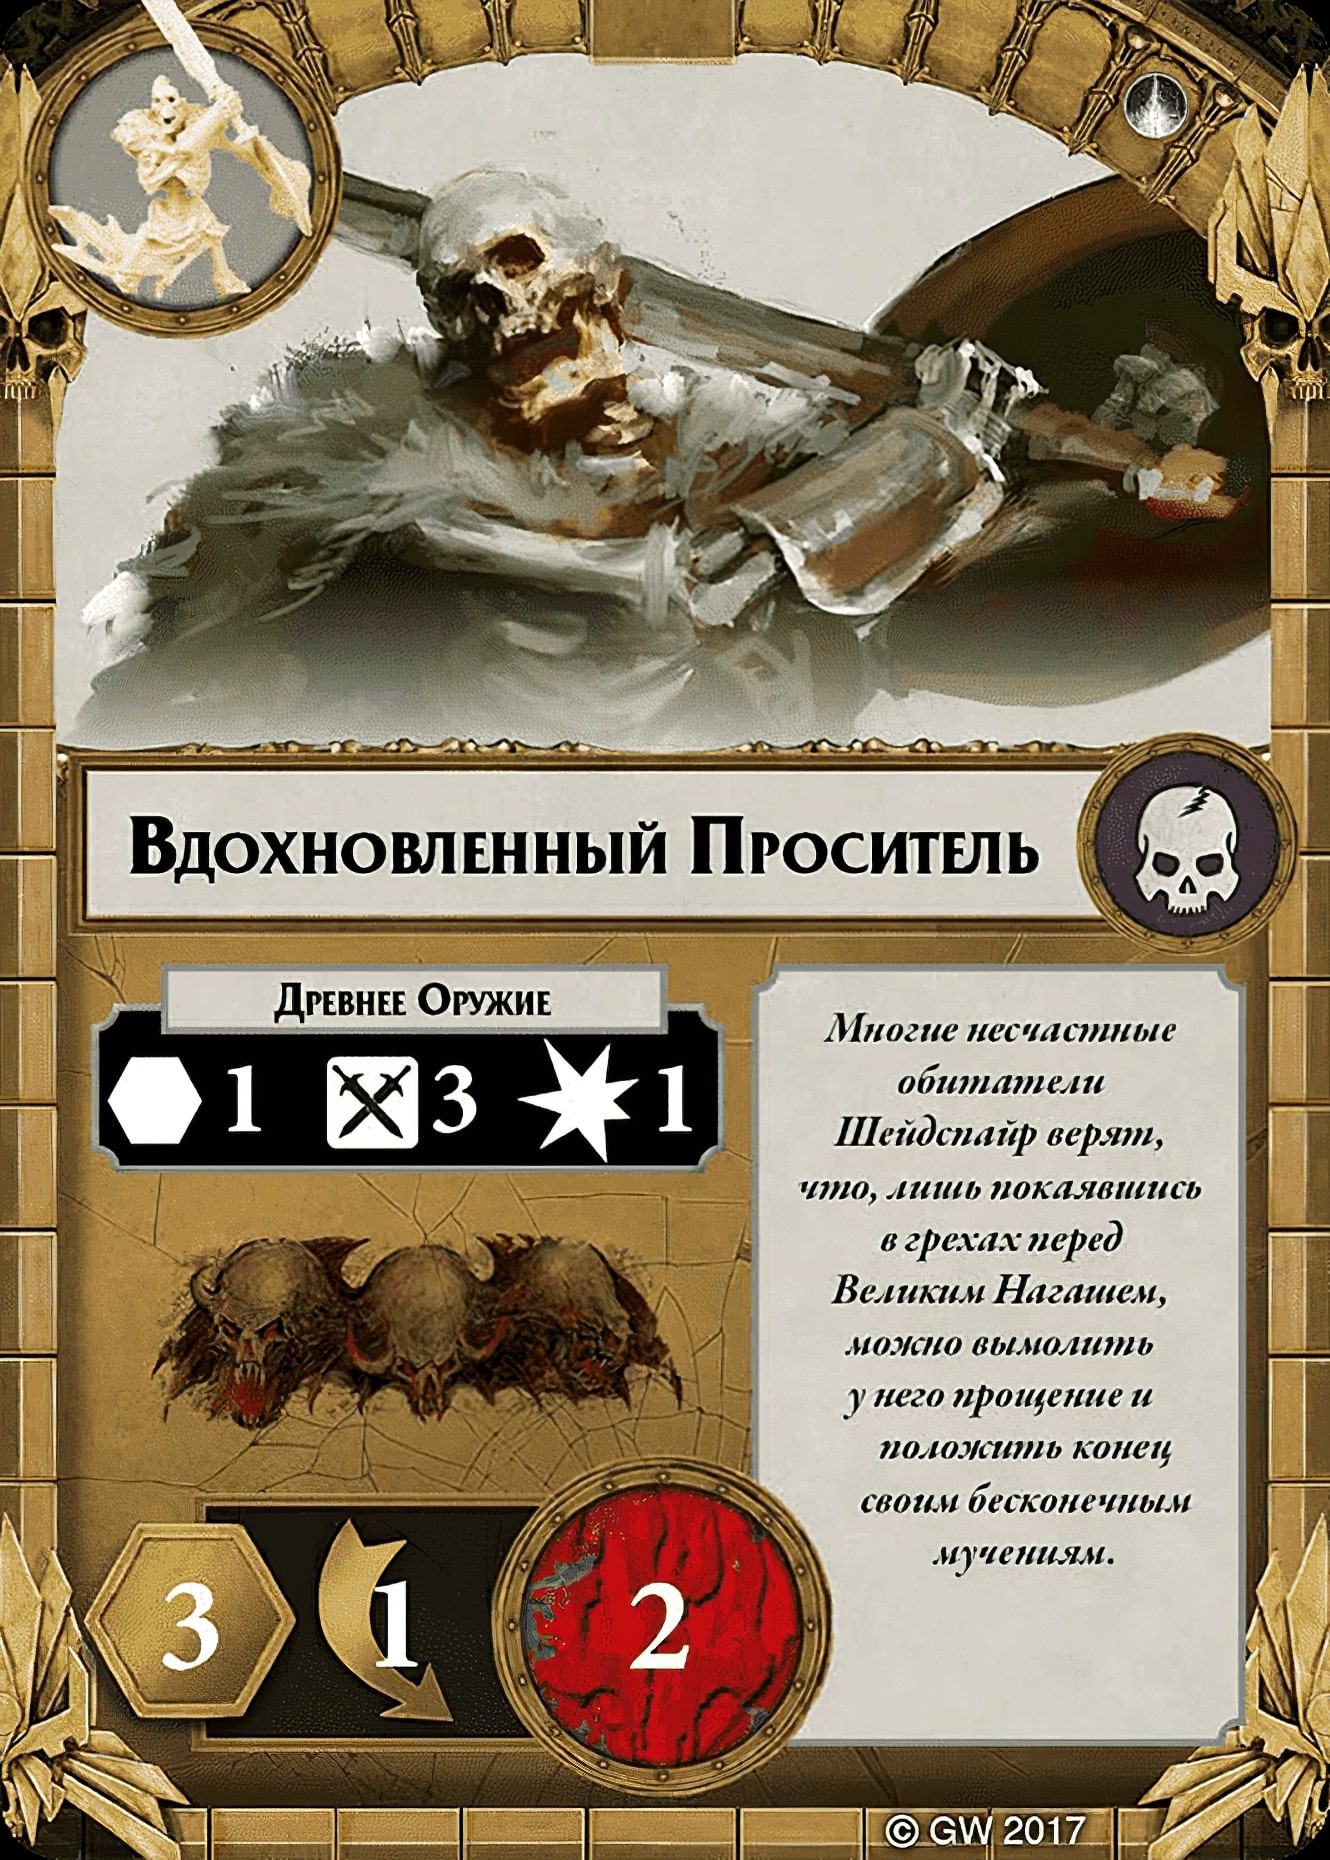 Вдохновленный Проситель
Древнее Оружие
1 3 1
Многие несчастные
обитатели
Шейдспайр верят,
что, лишь покаявшись
в грехах перед
Великим Нагашем,
можно вымолить
у него прощение и
положить конец
своим бесконечным
мучениям.
3 1 2
© GW 2017